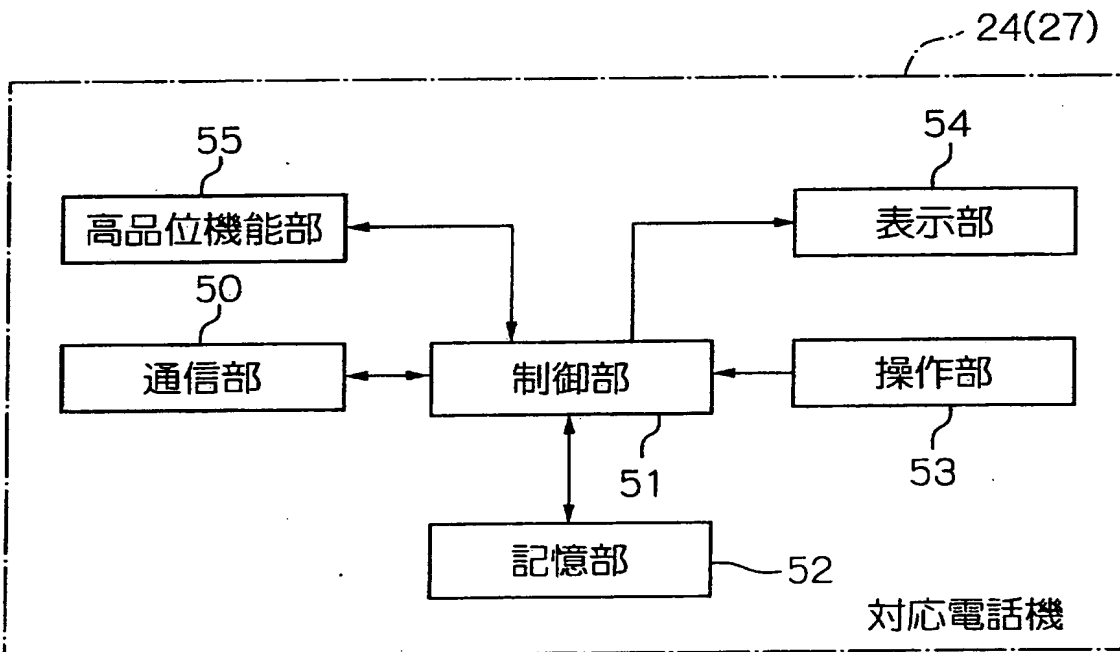 24(27)
55
54
高品位機能部
表示部
50
通信部
制御部
操作部
51
53
記憶部
52
対応電話機